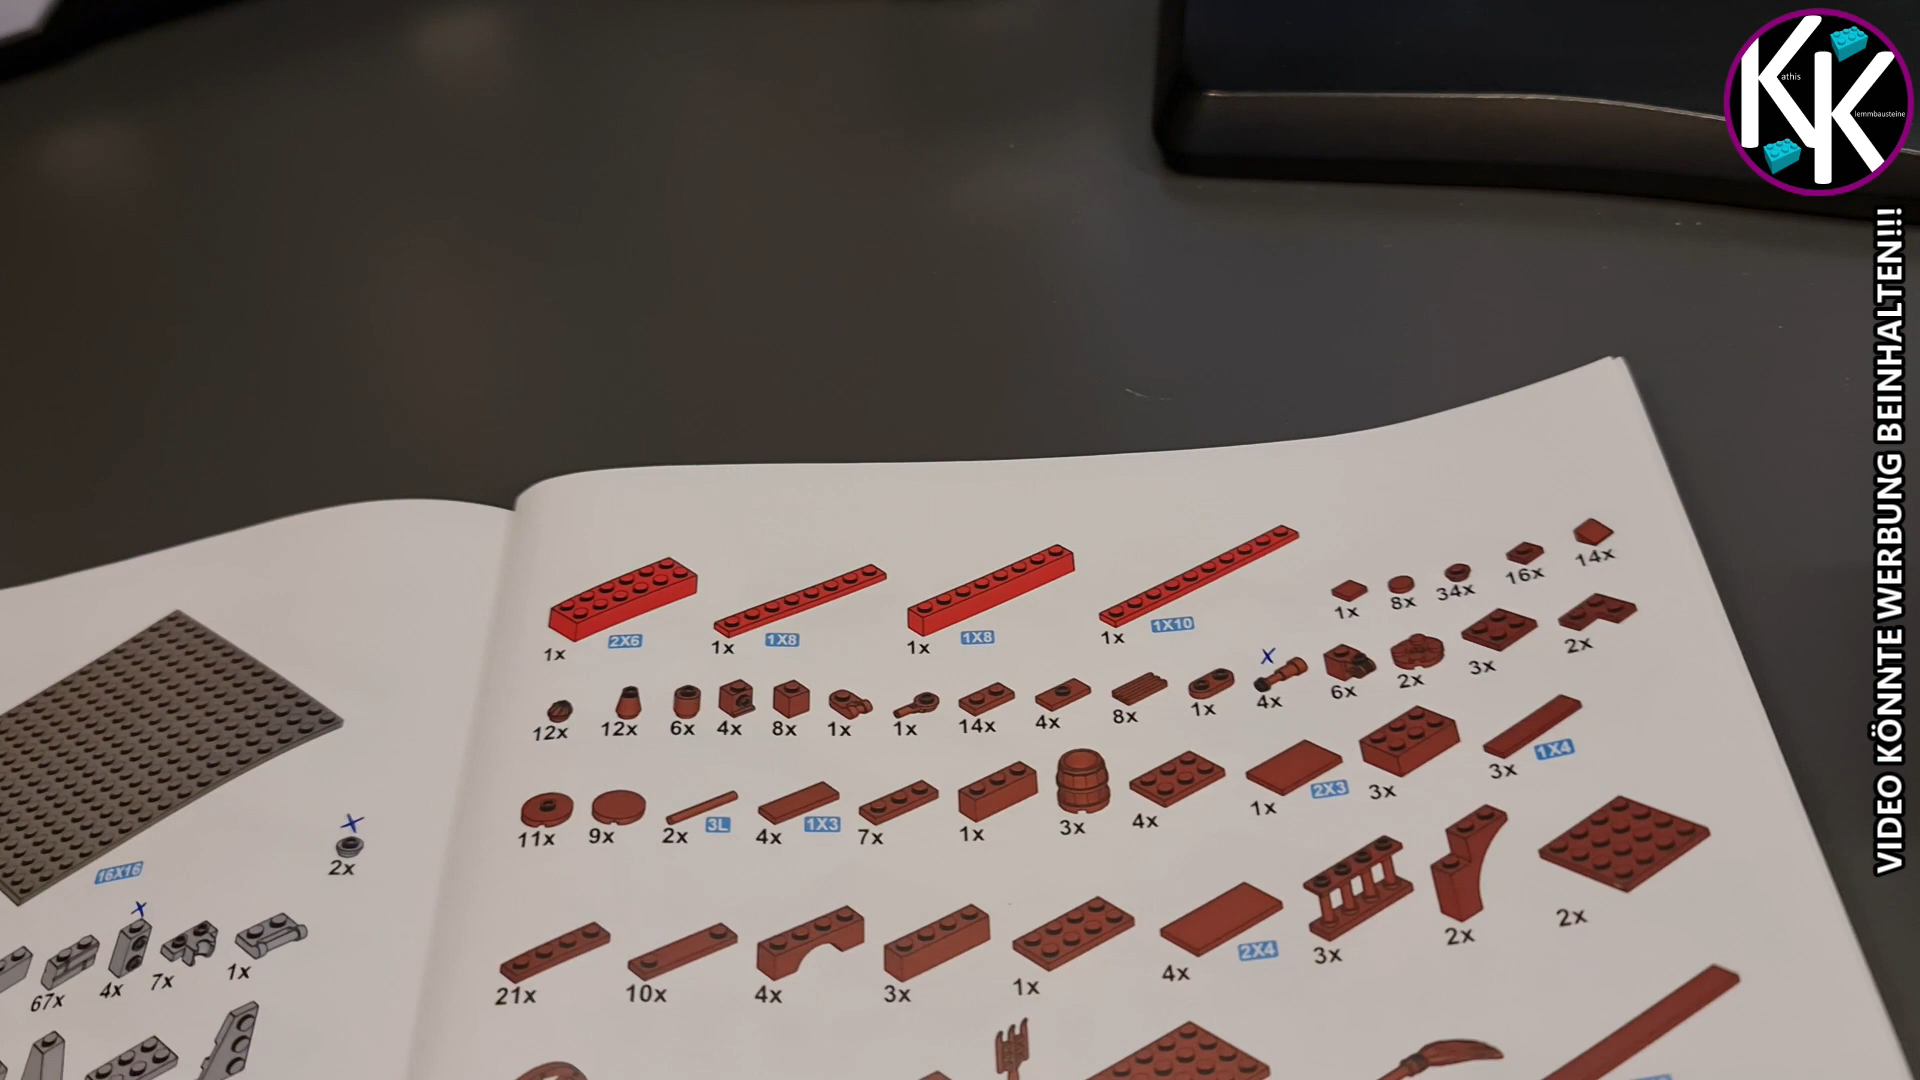 K athis
K lemmbausteine
VIDEO KÖNNTE WERBUNG BEINHALTEN!!!
16X16
X
2x
X
67x 4x 7x 1x
1x 2X6 1x 1X8 1x 1X8 1x 1X10 1x 8x 34x 16x 14x
X
12x 12x 6x 4x 8x 1x 1x 14x 4x 8x 1x 4x 6x 2x 3x 2x
11x 9x 2x 3L 4x 1X3 7x 1x 3x 4x 1x 2X3 3x 3x 1X4
21x 10x 4x 3x 1x 4x 2X4 3x 2x 2x